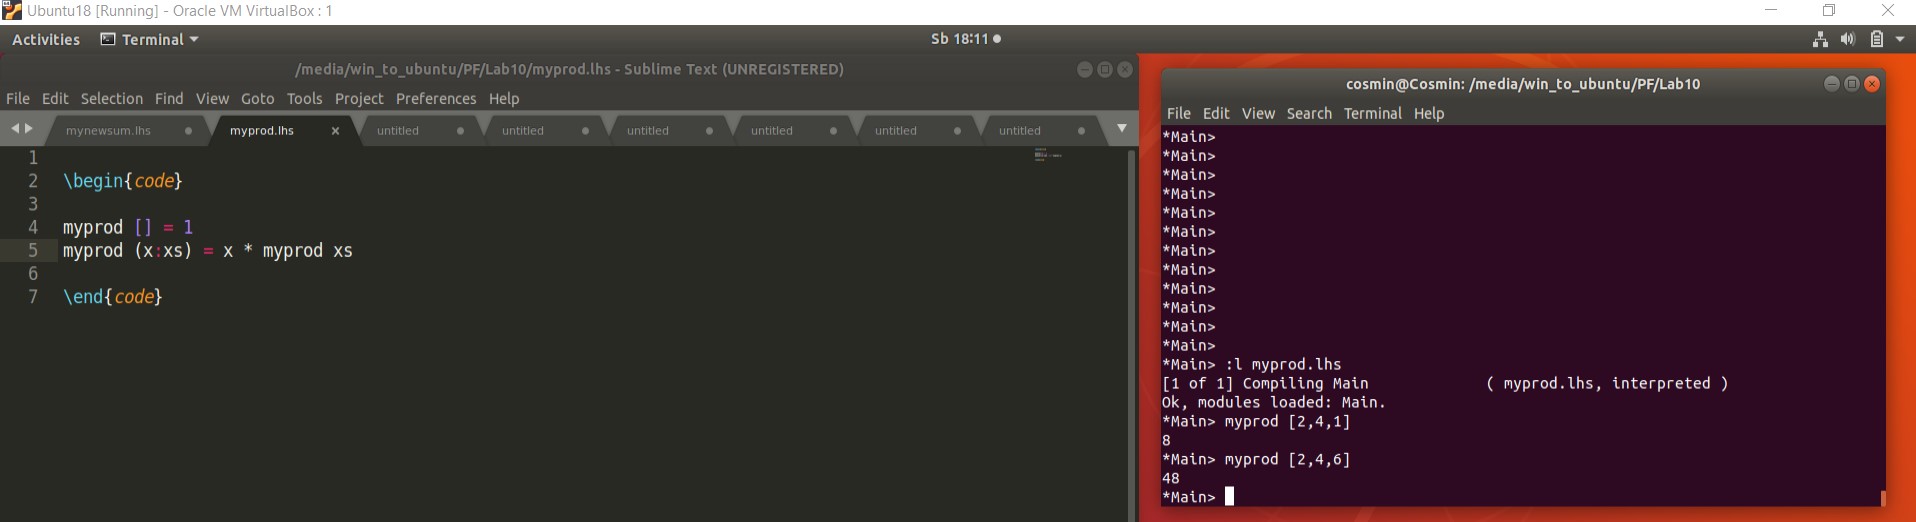 Ubuntu18 [Running] - Oracle VM VirtualBox : 1
Activities Terminal Sb 18:11
/media/win_to_ubuntu/PF/Lab10/myprod.lhs - Sublime Text (UNREGISTERED)
File Edit Selection Find View Goto Tools Project Preferences Help
mynewsum.lhs myprod.lhs untitled untitled untitled untitled untitled untitled
1
2 \begin{code}
3
4 myprod [] = 1
5 myprod (x:xs) = x * myprod xs
6
7 \end{code}
cosmin@Cosmin: /media/win_to_ubuntu/PF/Lab10
File Edit View Search Terminal Help
*Main>
*Main>
*Main>
*Main>
*Main>
*Main>
*Main>
*Main>
*Main>
*Main>
*Main>
*Main>
*Main> :l myprod.lhs
[1 of 1] Compiling Main ( myprod.lhs, interpreted )
Ok, modules loaded: Main.
*Main> myprod [2,4,1]
8
*Main> myprod [2,4,6]
48
*Main>